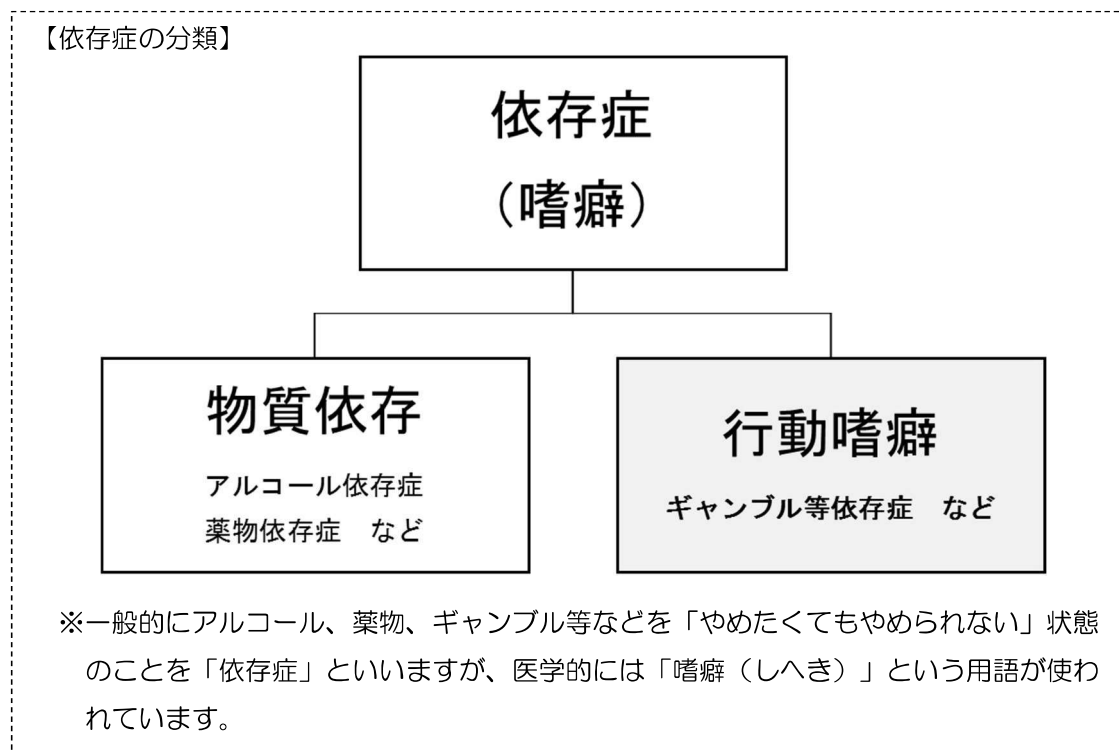 【依存症の分類】
依存症
（嗜癖）
物質依存
アルコール依存症
薬物依存症　など
行動嗜癖
ギャンブル等依存症　など
※一般的にアルコール、薬物、ギャンブル等などを「やめたくてもやめられない」状態
のことを「依存症」といいますが、医学的には「嗜癖（しへき）」という用語が使わ
れています。